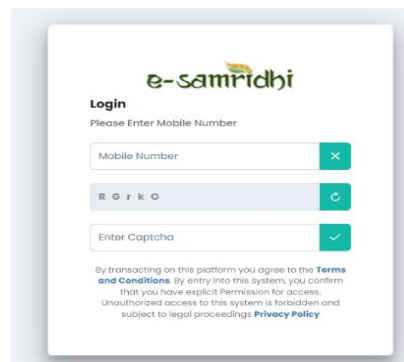 e-samridhi
Login
Please Enter Mobile Number
Mobile Number
R G r k O
Enter Captcha
By transacting on this platform you agree to the Terms
and Conditions. By entry into this system, you confirm
that you have explicit Permission for access.
Unauthorized access to this system is forbidden and
subject to legal proceedings Privacy Policy